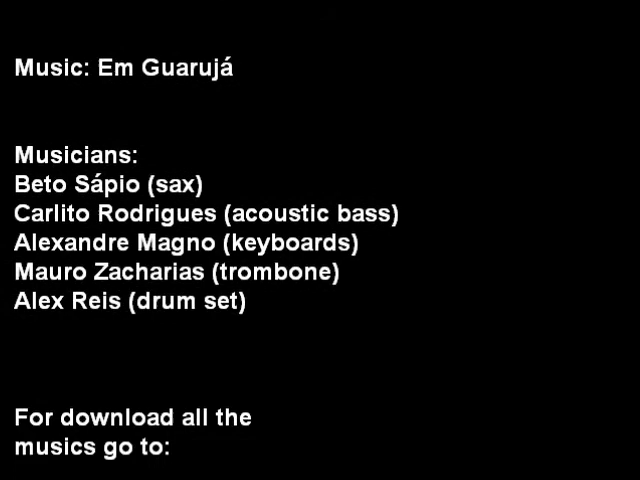 Music: Em Guarujá
Musicians:
Beto Sápio (sax)
Carlito Rodrigues (acoustic bass)
Alexandre Magno (keyboards)
Mauro Zacharias (trombone)
Alex Reis (drum set)
For download all the
musics go to: